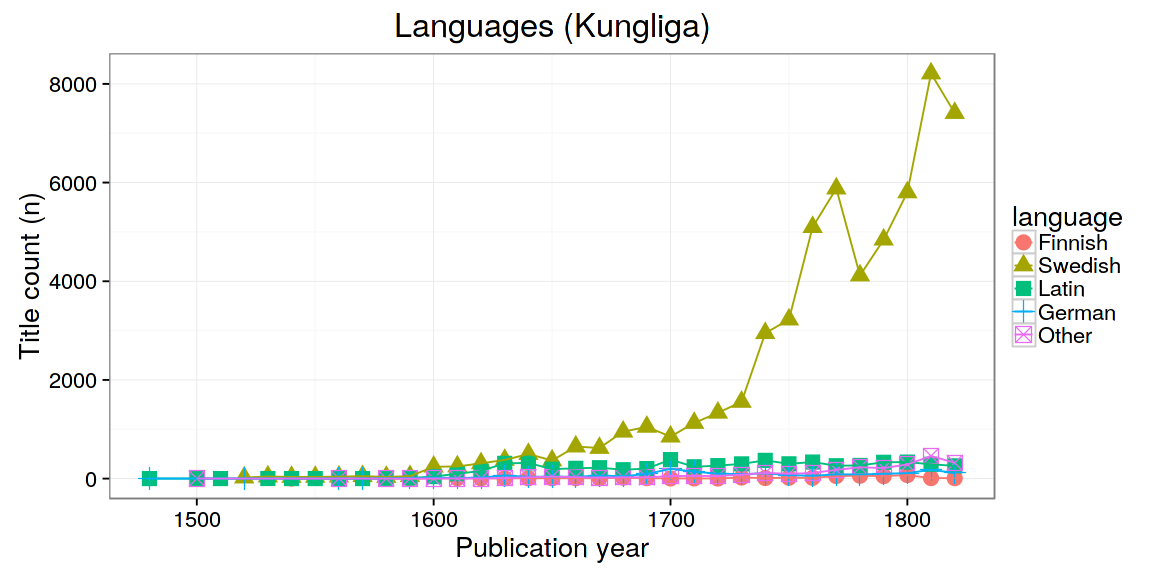 Languages (Kungliga)
Title count (n)
8000
6000
4000
2000
0
1500
1600
1700
1800
Publication year
language
Finnish
Swedish
Latin
German
Other